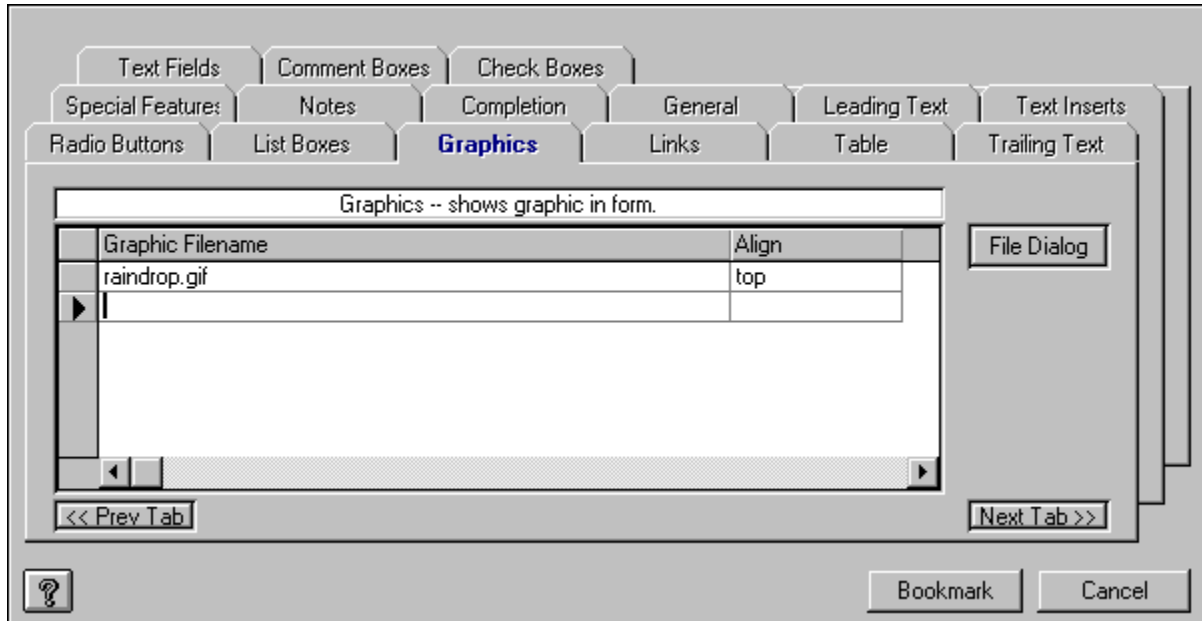 Text Fields Comment Boxes Check Boxes
Special Features Notes Completion General Leading Text Text Inserts
Radio Buttons List Boxes Graphics Links Table Trailing Text
Graphics -- shows graphic in form.
Graphic Filename Align File Dialog
raindrop.gif top
<< Prev Tab Next Tab >>
? Bookmark Cancel